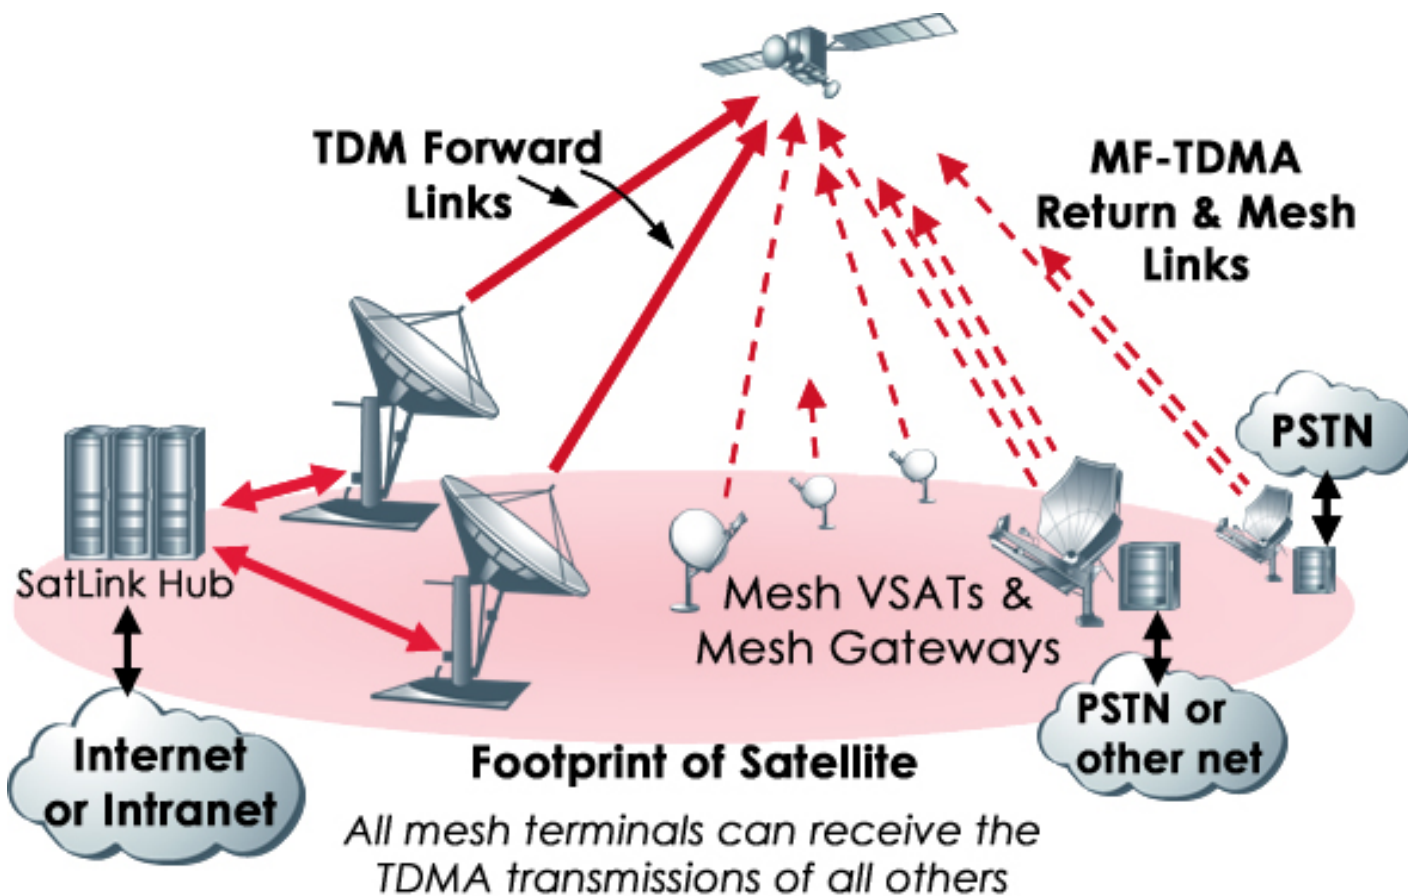 TDM Forward
Links
MF-TDMA
Return & Mesh
Links
PSTN
SatLink Hub
Mesh VSATs &
Mesh Gateways
Internet
or Intranet
PSTN or
other net
Footprint of Satellite
All mesh terminals can receive the
TDMA transmissions of all others